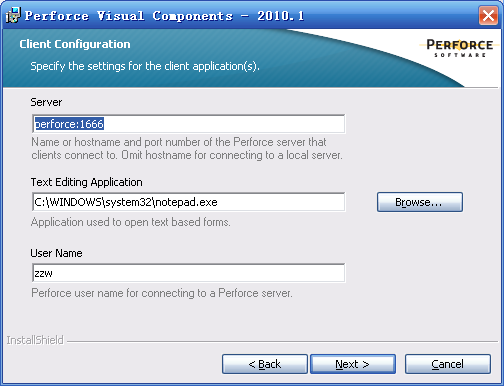 Perforce Visual Components - 2010.1
Client Configuration
Specify the settings for the client application(s).
PERFORCE
SOFTWARE
Server
perforce:1666
Name or hostname and port number of the Perforce server that
clients connect to. Omit hostname for connecting to a local server.
Text Editing Application
C:\WINDOWS\system32\notepad.exe
Browse...
Application used to open text based forms.
User Name
zzw
Perforce user name for connecting to a Perforce server.
InstallShield
< Back
Next >
Cancel